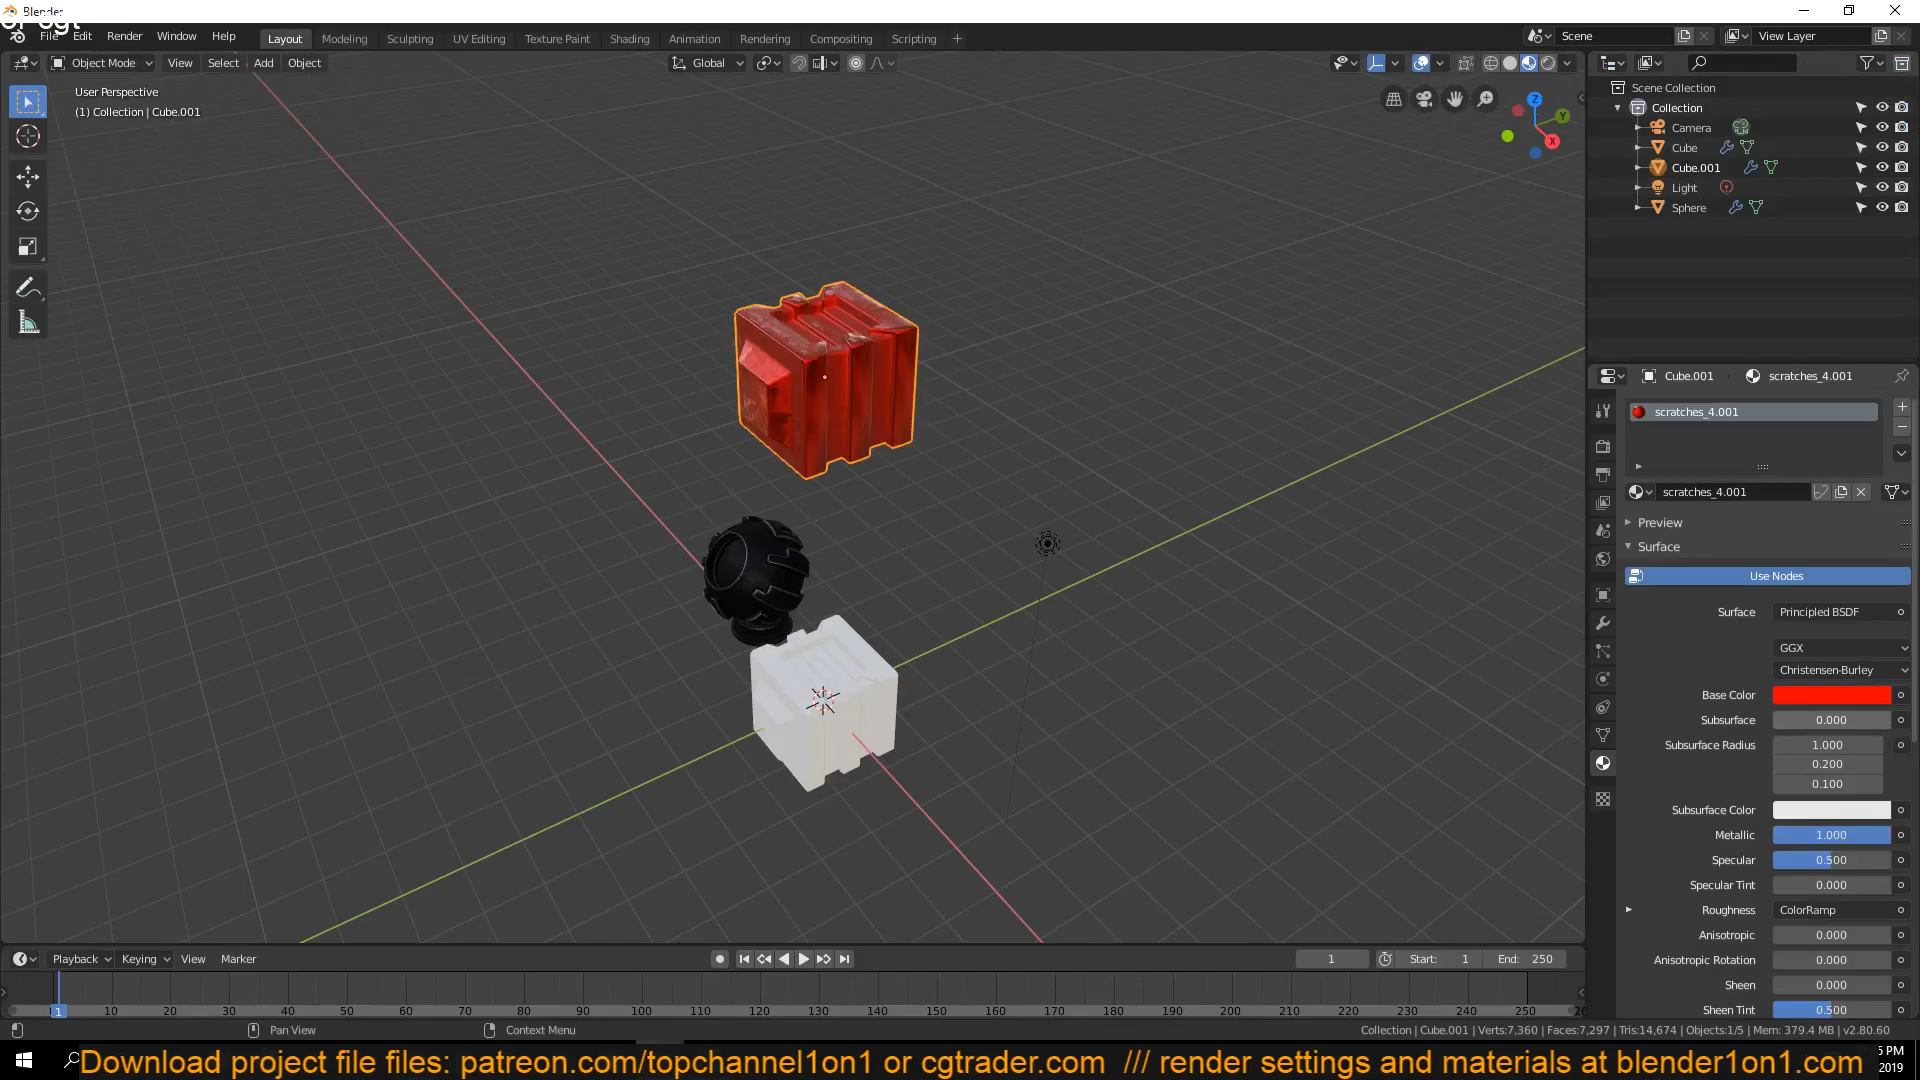 Blender
or cgt
File Edit Render Window Help Layout Modeling Sculpting UV Editing Texture Paint Shading Animation Rendering Compositing Scripting + Scene View Layer
Object Mode View Select Add Object Global
User Perspective
(1) Collection | Cube.001
Z
Y
X
Scene Collection
Collection
Camera
Cube
Cube.001
Light
Sphere
Cube.001 scratches_4.001
scratches_4.001
scratches_4.001
Preview
Surface
Use Nodes
Surface Principled BSDF
GGX
Christensen-Burley
Base Color
Subsurface 0.000
Subsurface Radius 1.000
0.200
0.100
Subsurface Color
Metallic 1.000
Specular 0.500
Specular Tint 0.000
Roughness ColorRamp
Anisotropic 0.000
Anisotropic Rotation 0.000
Sheen 0.000
Sheen Tint 0.500
Playback Keying View Marker 1 Start: 1 End: 250
1 10 20 30 40 50 60 70 80 90 100 110 120 130 140 150 160 170 180 190 200 210 220 230 240 250 26
Pan View Context Menu Collection | Cube.001 | Verts:7,360 | Faces:7,297 | Tris:14,674 | Objects:1/5 | Mem: 379.4 MB | v2.80.60
Download project file files: patreon.com/topchannel1on1 or cgtrader.com /// render settings and materials at blender1on1.com
5 PM
2019